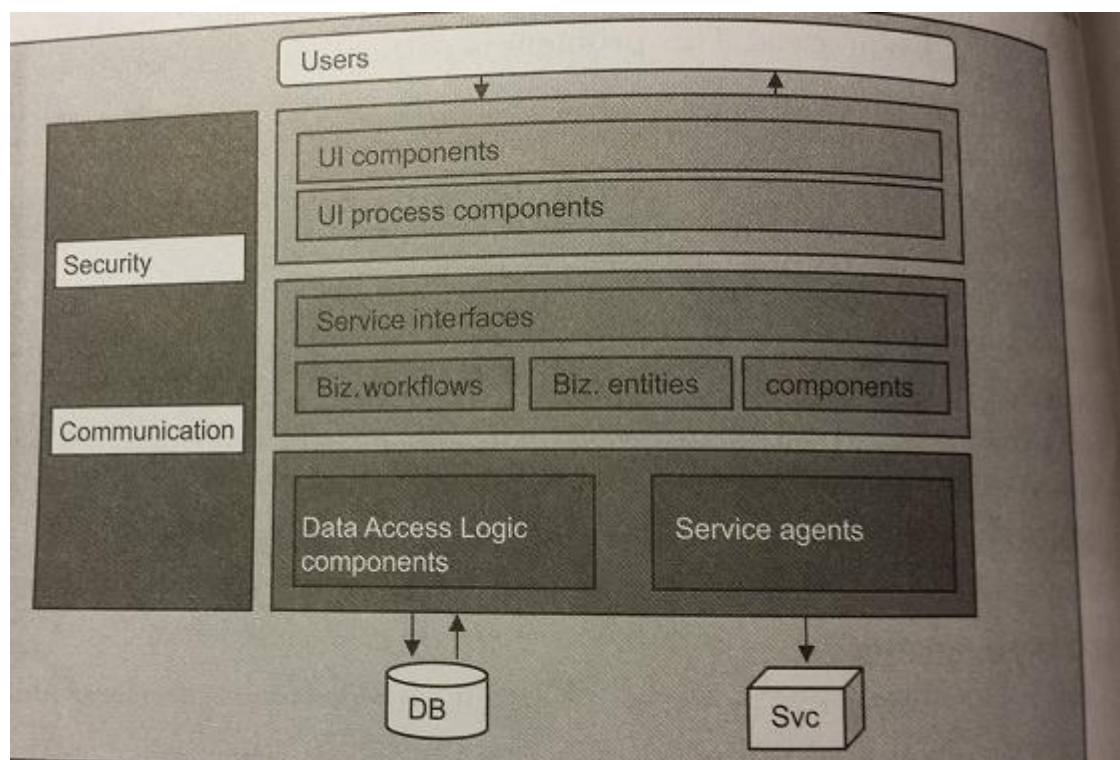 Users
UI components
UI process components
Security
Service interfaces
Biz.workflows
Biz. entities
components
Communication
Data Access Logic
components
Service agents
DB
Svc